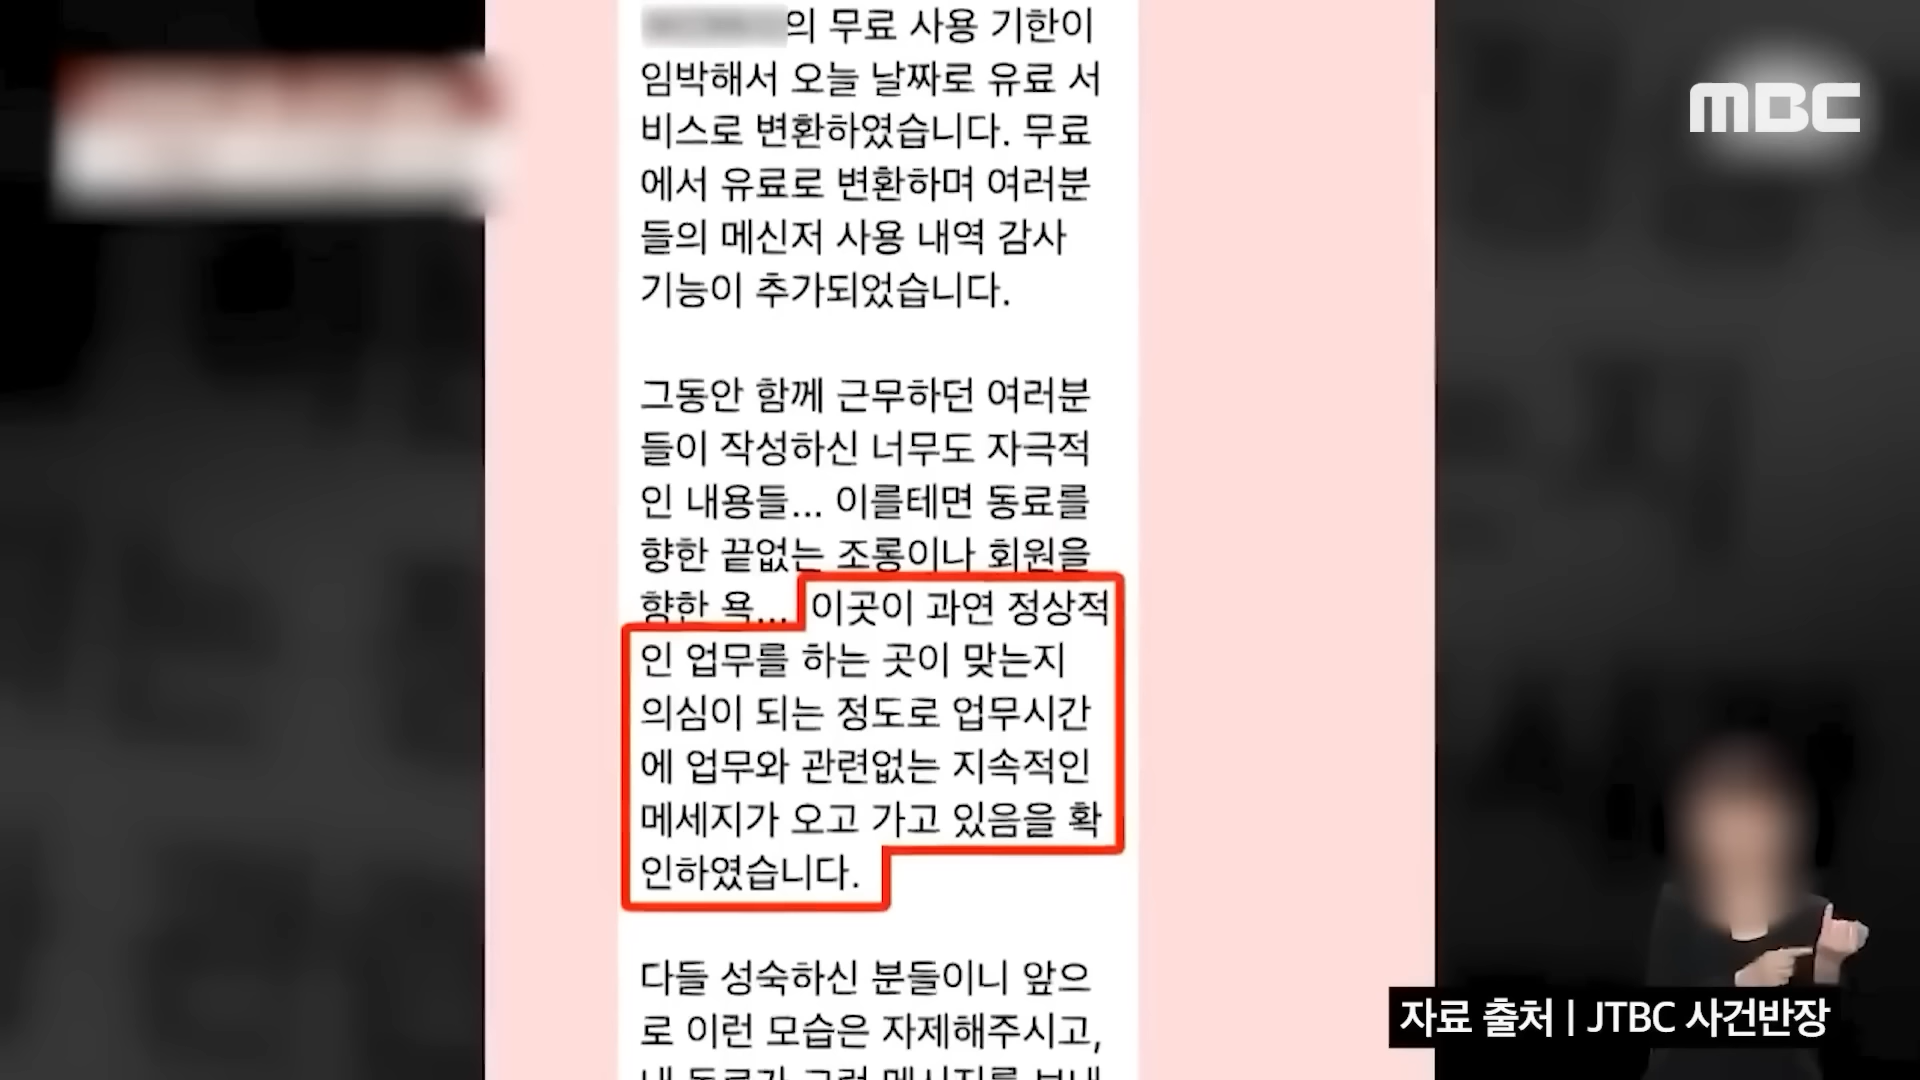 의 무료 사용 기한이
임박해서 오늘 날짜로 유료 서
비스로 변환하였습니다. 무료
에서 유료로 변환하며 여러분
들의 메신저 사용 내역 감사
기능이 추가되었습니다.
그동안 함께 근무하던 여러분
들이 작성하신 너무도 자극적
인 내용들... 이를테면 동료를
향한 끝없는 조롱이나 회원을
향한 욕... 이곳이 과연 정상적
인 업무를 하는 곳이 맞는지
의심이 되는 정도로 업무시간
에 업무와 관련없는 지속적인
메세지가 오고 가고 있음을 확
인하였습니다.
다들 성숙하신 분들이니 앞으
로 이런 모습은 자제해주시고,
MBC
자료 출처 | JTBC 사건반장